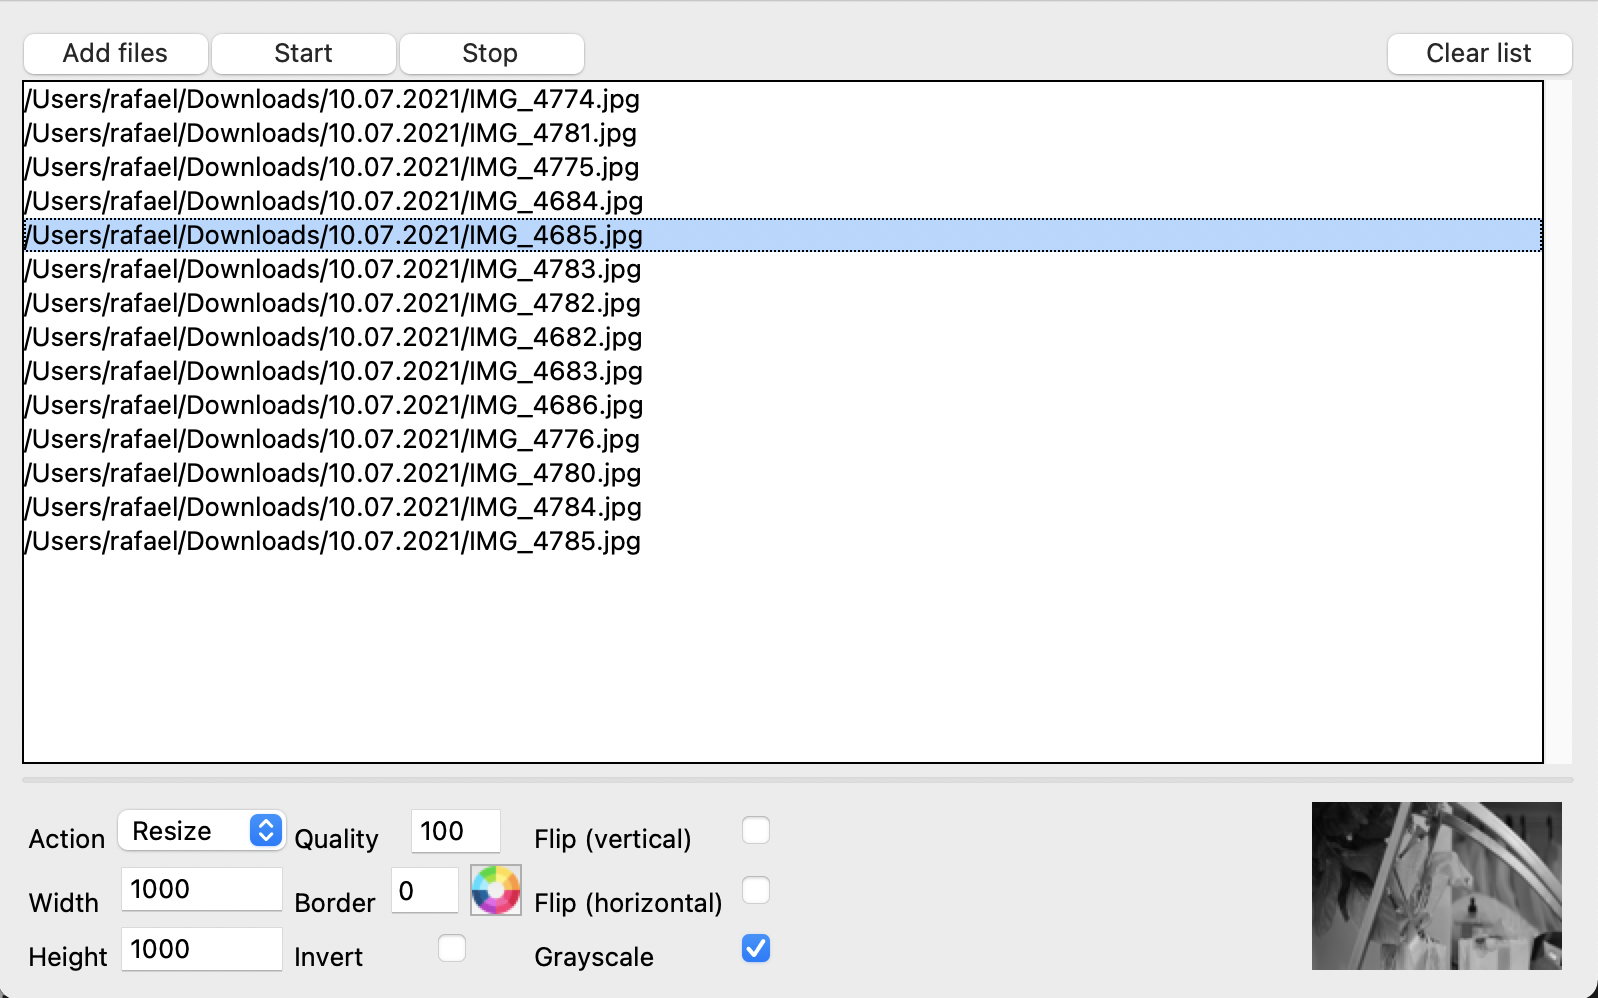 Add files Start Stop Clear list
/Users/rafael/Downloads/10.07.2021/IMG_4774.jpg
/Users/rafael/Downloads/10.07.2021/IMG_4781.jpg
/Users/rafael/Downloads/10.07.2021/IMG_4775.jpg
/Users/rafael/Downloads/10.07.2021/IMG_4684.jpg
/Users/rafael/Downloads/10.07.2021/IMG_4685.jpg
/Users/rafael/Downloads/10.07.2021/IMG_4783.jpg
/Users/rafael/Downloads/10.07.2021/IMG_4782.jpg
/Users/rafael/Downloads/10.07.2021/IMG_4682.jpg
/Users/rafael/Downloads/10.07.2021/IMG_4683.jpg
/Users/rafael/Downloads/10.07.2021/IMG_4686.jpg
/Users/rafael/Downloads/10.07.2021/IMG_4776.jpg
/Users/rafael/Downloads/10.07.2021/IMG_4780.jpg
/Users/rafael/Downloads/10.07.2021/IMG_4784.jpg
/Users/rafael/Downloads/10.07.2021/IMG_4785.jpg
Action Resize Quality 100 Flip (vertical)
Width 1000 Border 0 Flip (horizontal)
Height 1000 Invert Grayscale